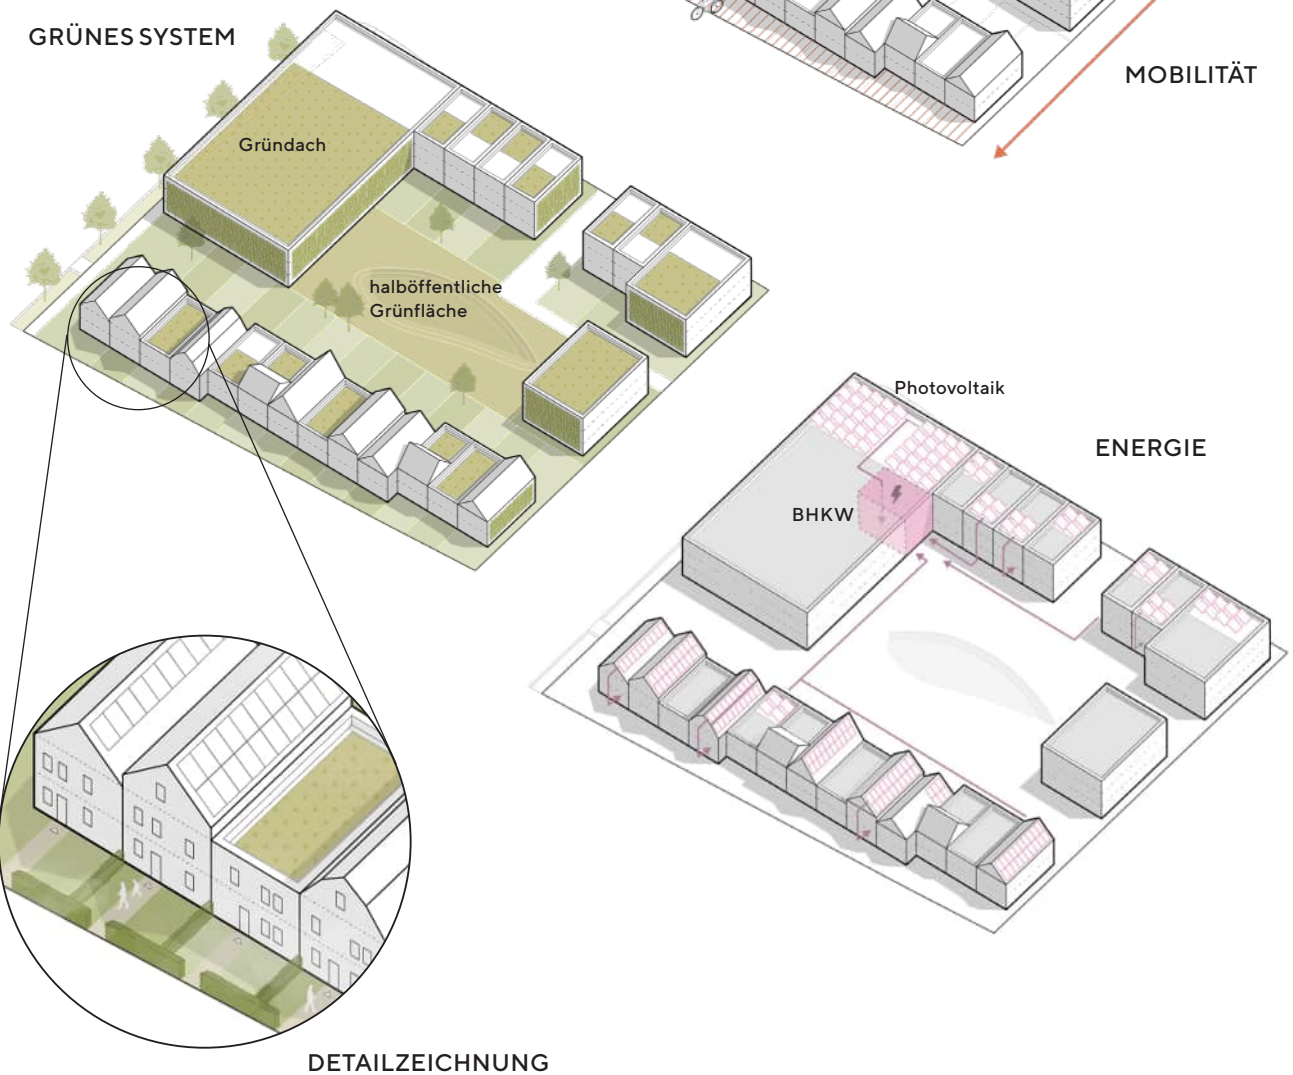 GRÜNES SYSTEM
MOBILITÄT
Gründach
halböffentliche
Grünfläche
Photovoltaik
ENERGIE
BHKW
DETAILZEICHNUNG